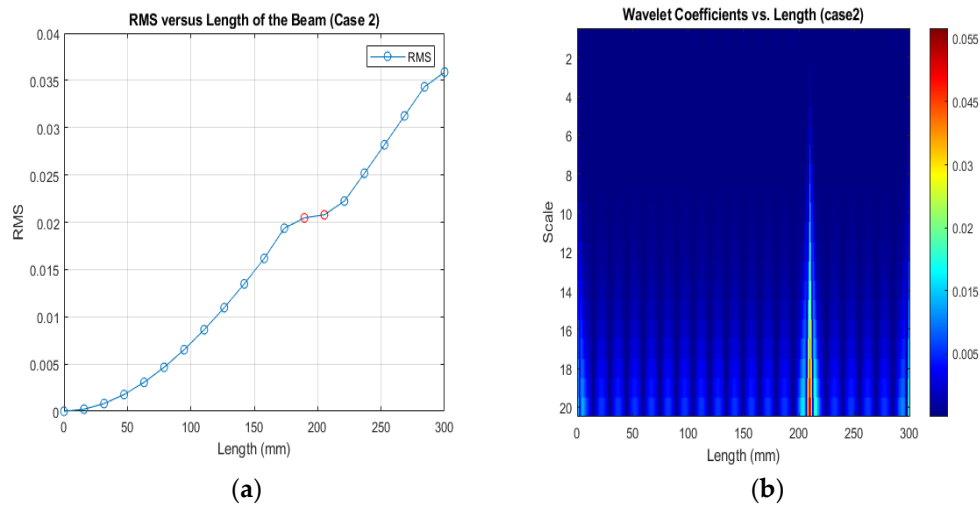 RMS versus Length of the Beam (Case 2)
RMS
0.04
0.035
0.03
0.025
0.02
0.015
0.01
0.005
0
RMS
0 50 100 150 200 250 300
Length (mm)
(a)
Wavelet Coefficients vs. Length (case2)
2
4
6
8
10
12
14
16
18
20
Scale
0 50 100 150 200 250 300
Length (mm)
0.055
0.045
0.03
0.02
0.015
0.005
(b)